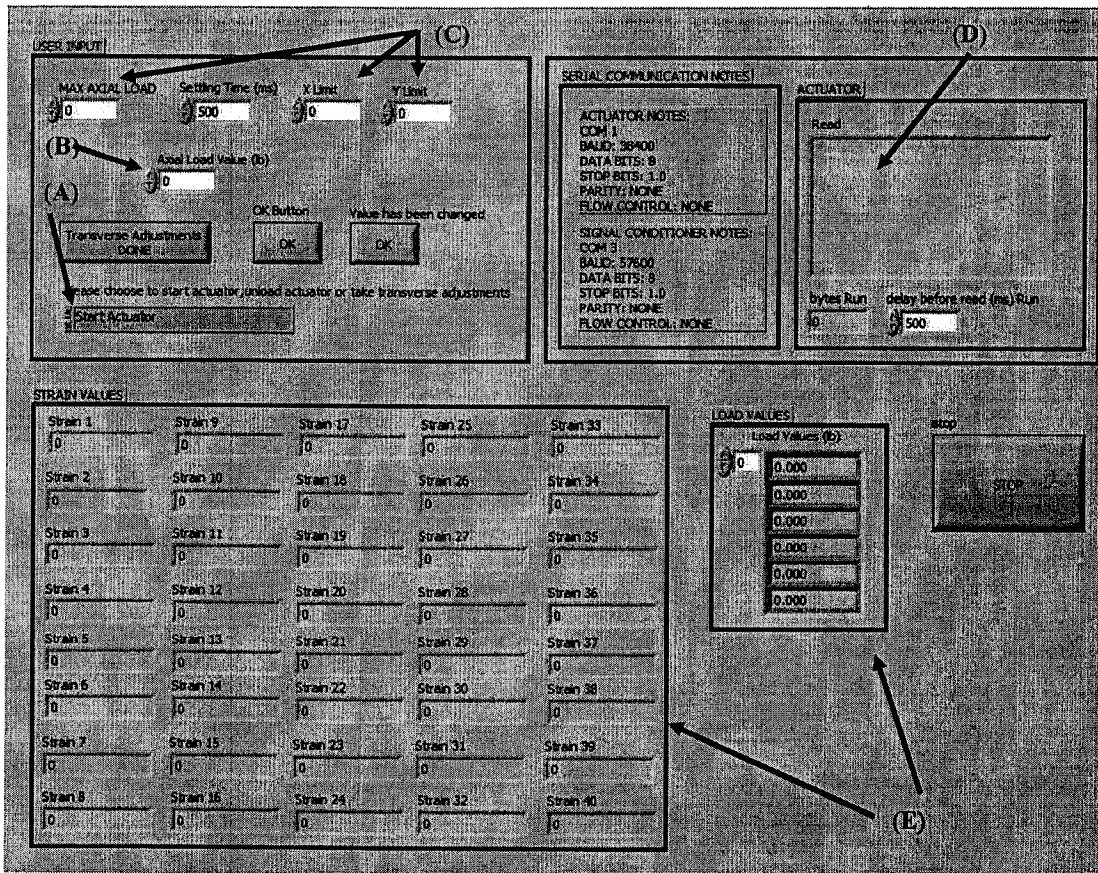 (C)
(D)
USER INPUT
MAX AXIAL LOAD
0
Settling Time (ms)
500
X Limit
0
Y Limit
0
(B)
Axial Load Value (lb)
0
(A)
Transverse Adjustments
DONE
OK Button
OK
Value has been changed
OK
ease choose to start actuator,unload actuator or take transverse adjustments
Start Actuator
SERIAL COMMUNICATION NOTES
ACTUATOR NOTES:
COM 1
BAUD: 38400
DATA BITS: 8
STOP BITS: 1.0
PARITY: NONE
FLOW CONTROL: NONE
SIGNAL CONDITIONER NOTES:
COM 3
BAUD: 57600
DATA BITS: 8
STOP BITS: 1.0
PARITY: NONE
FLOW CONTROL: NONE
ACTUATOR
Read
bytes Run
0
delay before read (ms) Run
500
STRAIN VALUES
Strain 1
0
Strain 2
0
Strain 3
0
Strain 4
0
Strain 5
0
Strain 6
0
Strain 7
0
Strain 8
0
Strain 9
0
Strain 10
0
Strain 11
0
Strain 12
0
Strain 13
0
Strain 14
0
Strain 15
0
Strain 16
0
Strain 17
0
Strain 18
0
Strain 19
0
Strain 20
0
Strain 21
0
Strain 22
0
Strain 23
0
Strain 24
0
Strain 25
0
Strain 26
0
Strain 27
0
Strain 28
0
Strain 29
0
Strain 30
0
Strain 31
0
Strain 32
0
Strain 33
0
Strain 34
0
Strain 35
0
Strain 36
0
Strain 37
0
Strain 38
0
Strain 39
0
Strain 40
0
LOAD VALUES
Load Values (lb)
0
0.000
0.000
0.000
0.000
0.000
0.000
stop
STOP
(E)